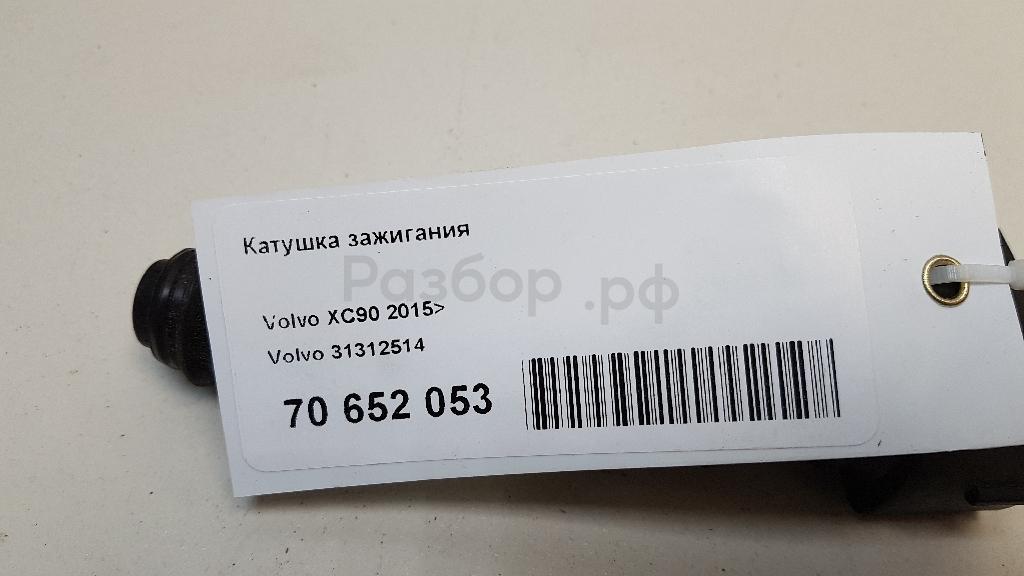 Катушка зажигания
Разбор.рф
Volvo XC90 2015>
Volvo 31312514
70 652 053